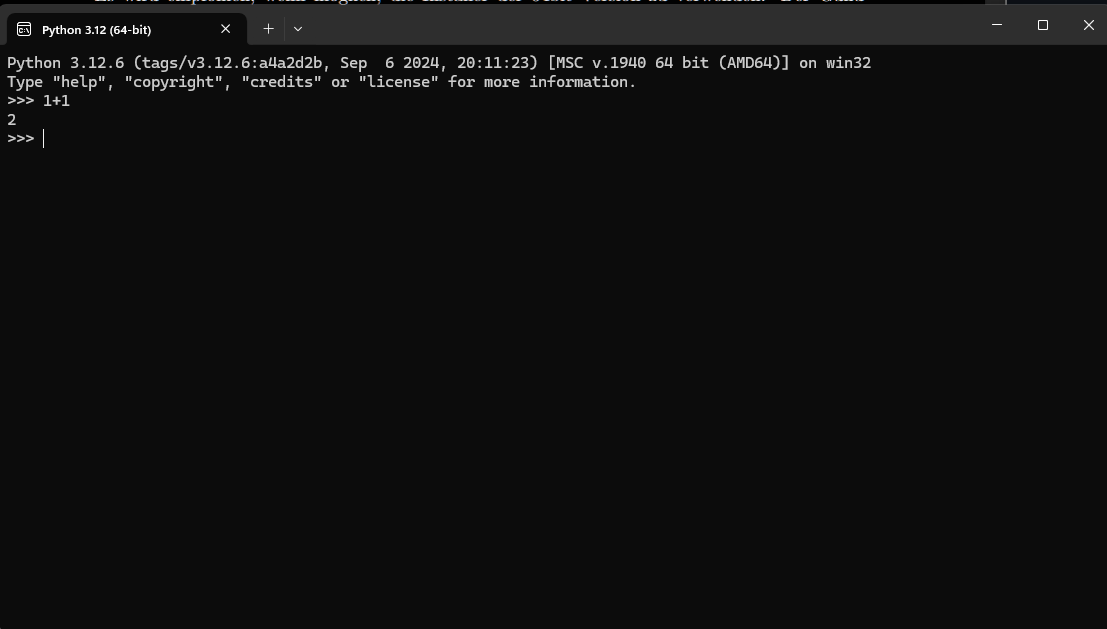 Python 3.12 (64-bit)
Python 3.12.6 (tags/v3.12.6:a4a2d2b, Sep  6 2024, 20:11:23) [MSC v.1940 64 bit (AMD64)] on win32
Type "help", "copyright", "credits" or "license" for more information.
>>> 1+1
2
>>>